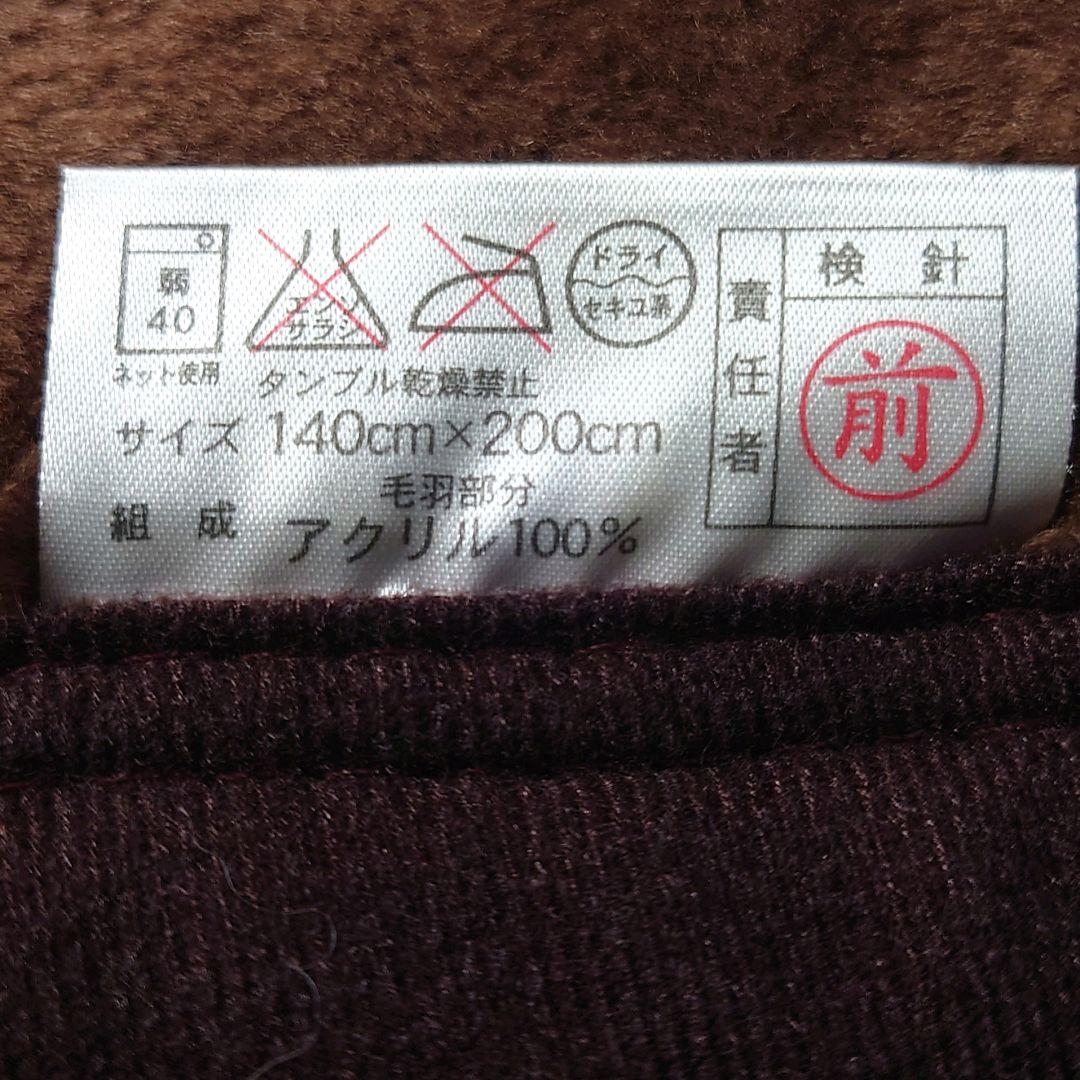 弱
40
ネット使用
エンソ
サラシ
ドライ
セキユ系
タンブル乾燥禁止
サイズ 140cm×200cm
組 成 毛羽部分
アクリル100%
責任者
検 針
前